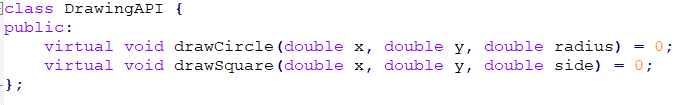 class DrawingAPI {
public:
    virtual void drawCircle(double x, double y, double radius) = 0;
    virtual void drawSquare(double x, double y, double side) = 0;
};